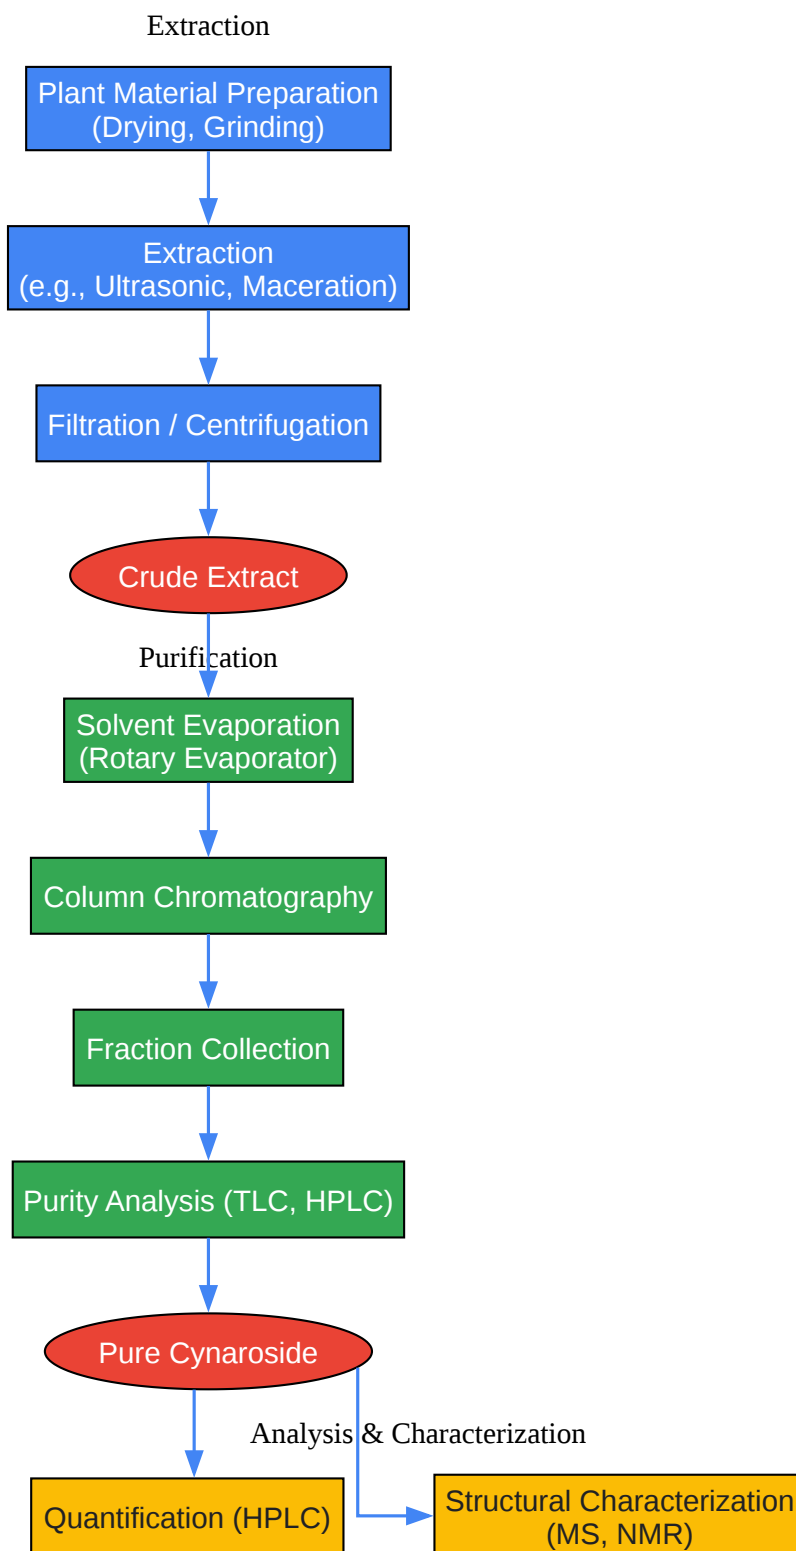 Extraction
Plant Material Preparation
(Drying, Grinding)
Extraction
(e.g., Ultrasonic, Maceration)
Filtration / Centrifugation
Crude Extract
Purification
Solvent Evaporation
(Rotary Evaporator)
Column Chromatography
Fraction Collection
Purity Analysis (TLC, HPLC)
Pure Cynaroside
Analysis & Characterization
Quantification (HPLC)
Structural Characterization
(MS, NMR)